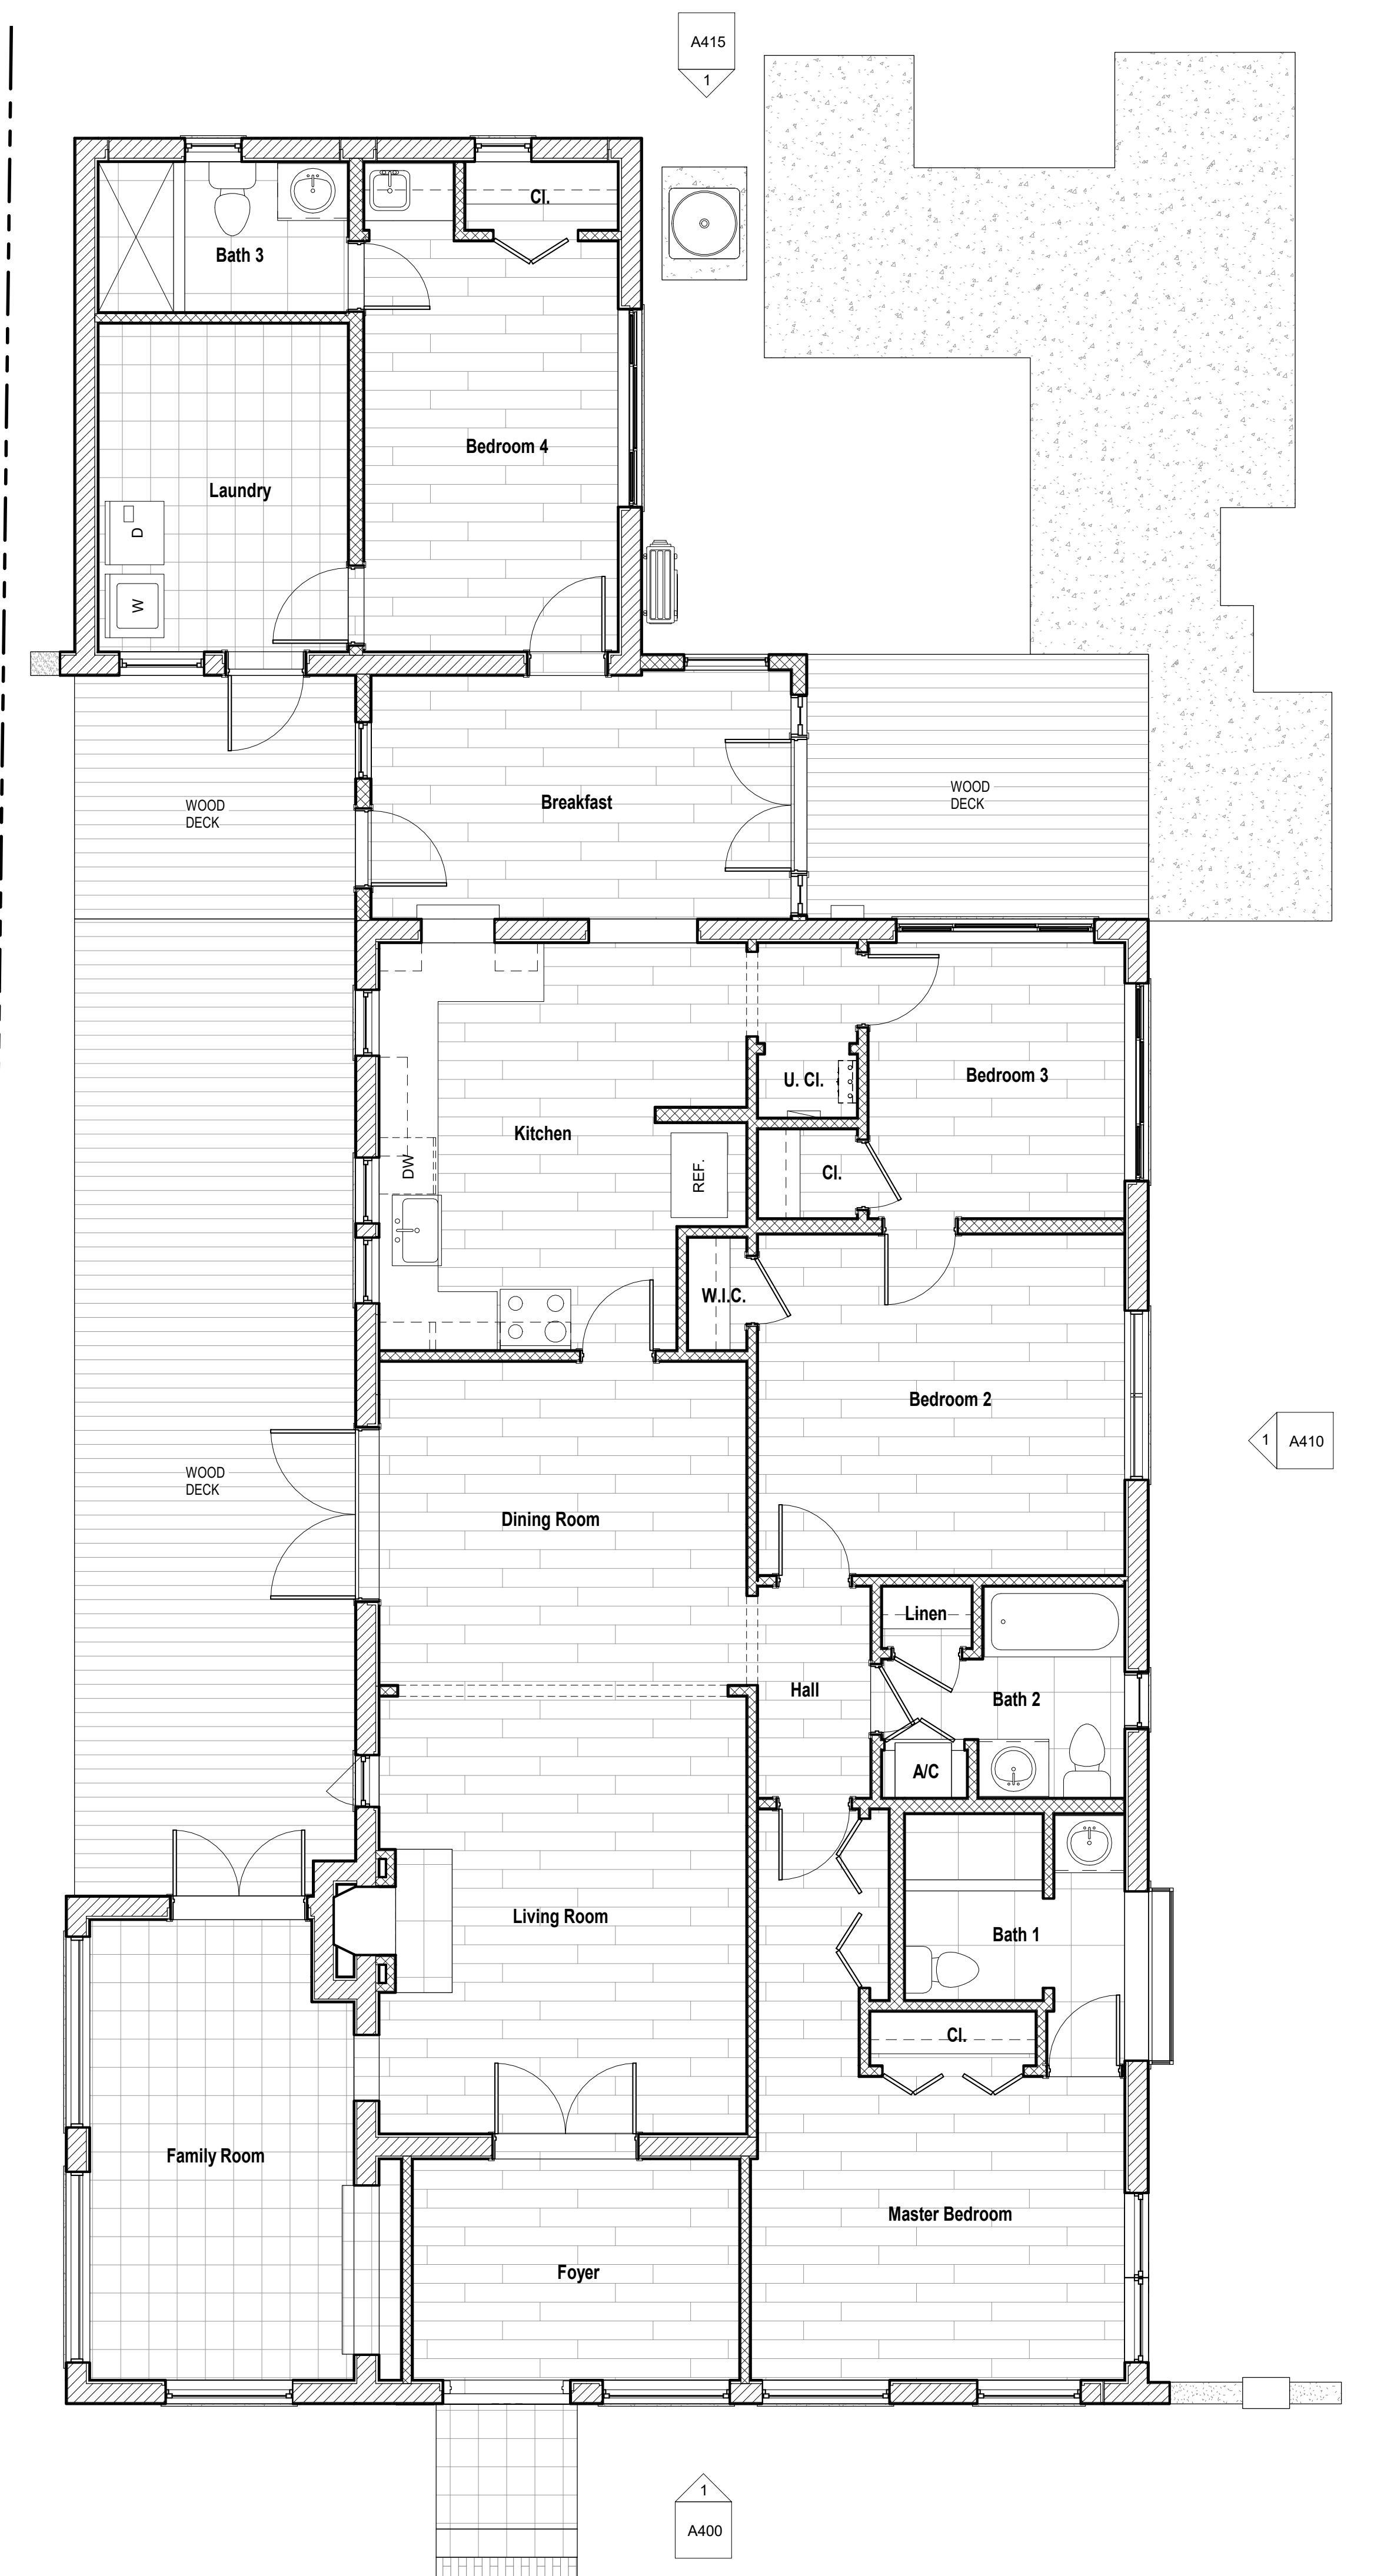 A415
1
Cl.
Bath 3
Bedroom 4
Laundry
D
W
WOOD
DECK
Breakfast
WOOD
DECK
Bedroom 3
U. Cl.
Kitchen
DW
REF.
Cl.
W.I.C.
Bedroom 2
1
A410
WOOD
DECK
Dining Room
Linen
Hall
Bath 2
A/C
Living Room
Bath 1
Cl.
Family Room
Master Bedroom
Foyer
1
A400